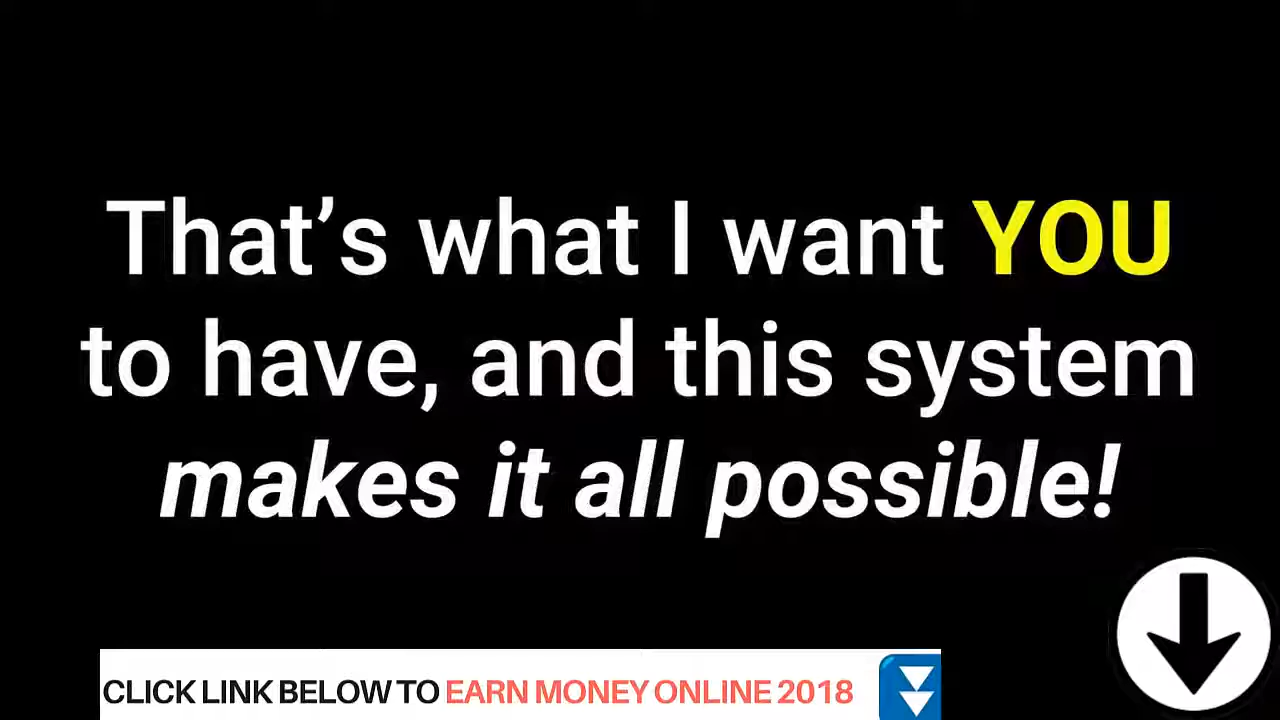 That’s what I want YOU
to have, and this system
makes it all possible!
CLICK LINK BELOW TO EARN MONEY ONLINE 2018